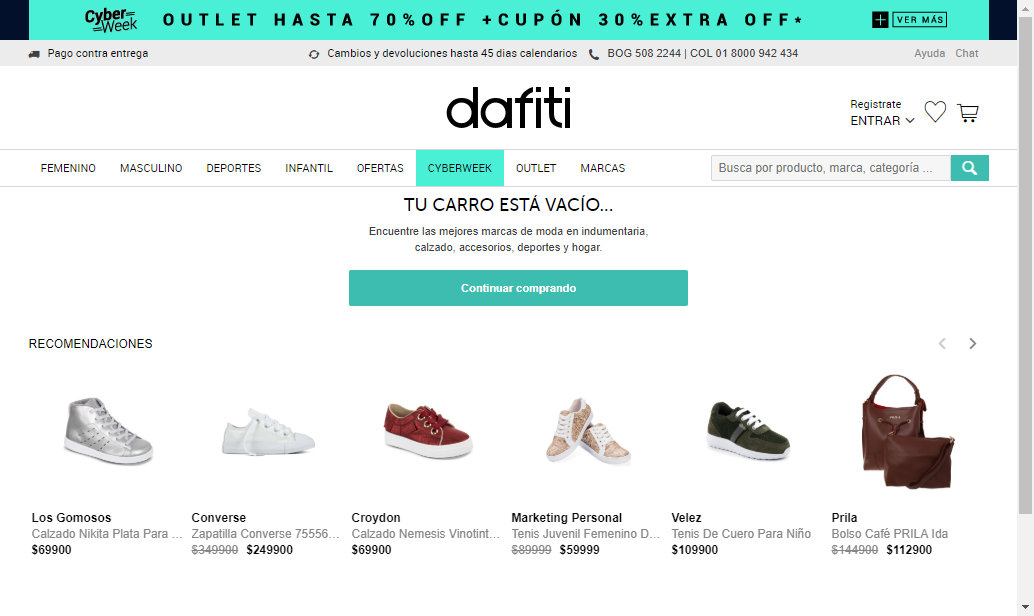 Cyber Week
OUTLET HASTA 70%OFF +CUPÓN 30%EXTRA OFF*
VER MÁS
Pago contra entrega
Cambios y devoluciones hasta 45 dias calendarios
BOG 508 2244 | COL 01 8000 942 434
Ayuda Chat
dafiti
Registrate
ENTRAR
FEMENINO MASCULINO DEPORTES INFANTIL OFERTAS CYBERWEEK OUTLET MARCAS
Busca por producto, marca, categoría ...
TU CARRO ESTÁ VACÍO...
Encuentre las mejores marcas de moda en indumentaria,
calzado, accesorios, deportes y hogar.
Continuar comprando
RECOMENDACIONES
PRILA
Los Gomosos
Calzado Nikita Plata Para ...
$69900
Converse
Zapatilla Converse 75556...
$349900 $249900
Croydon
Calzado Nemesis Vinotint...
$69900
Marketing Personal
Tenis Juvenil Femenino D...
$89999 $59999
Velez
Tenis De Cuero Para Niño
$109900
Prila
Bolso Café PRILA Ida
$144900 $112900